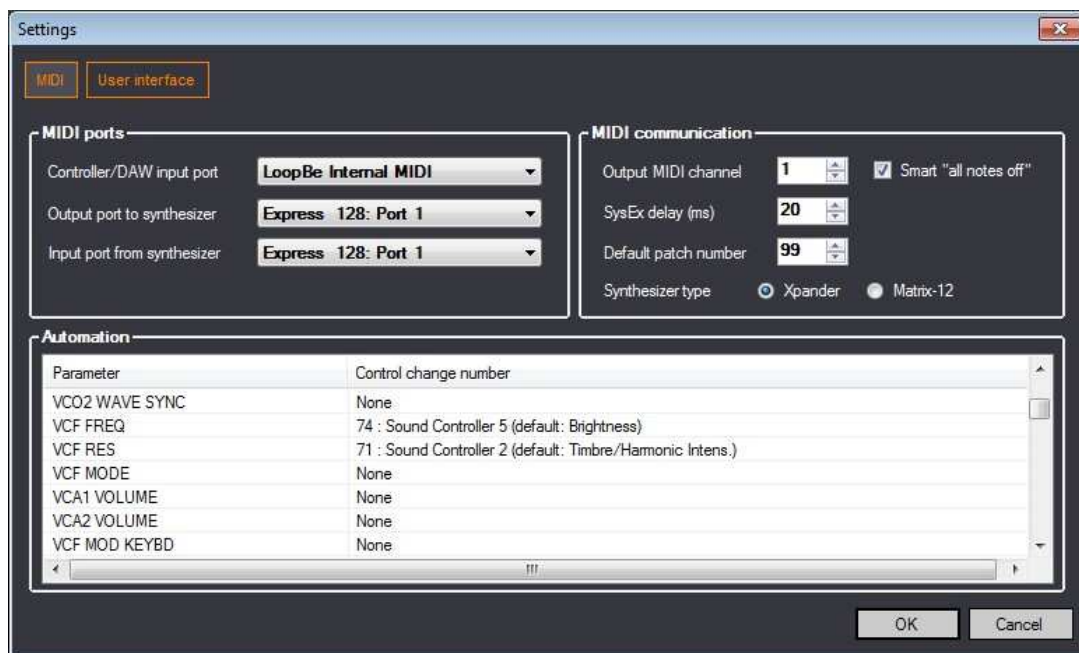 Settings
MIDI User interface
MIDI ports
Controller/DAW input port LoopBe Internal MIDI
Output port to synthesizer Express 128: Port 1
Input port from synthesizer Express 128: Port 1
MIDI communication
Output MIDI channel 1 Smart "all notes off"
SysEx delay (ms) 20
Default patch number 99
Synthesizer type Xpander Matrix-12
Automation
Parameter Control change number
VCO2 WAVE SYNC None
VCF FREQ 74 : Sound Controller 5 (default: Brightness)
VCF RES 71 : Sound Controller 2 (default: Timbre/Harmonic Intens.)
VCF MODE None
VCA1 VOLUME None
VCA2 VOLUME None
VCF MOD KEYBD None
OK Cancel